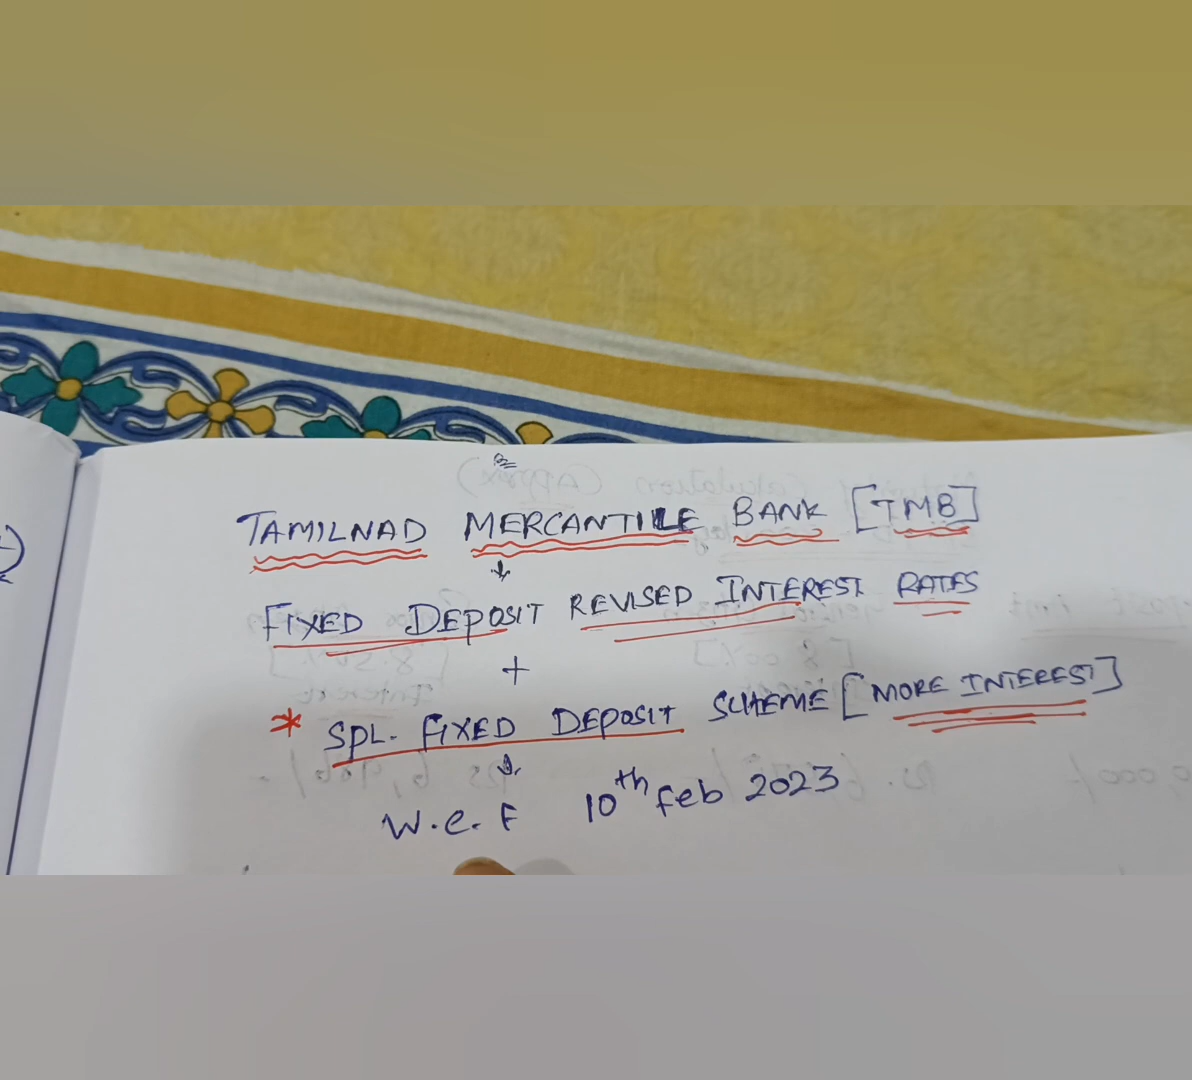 TAMILNAD MERCANTILE BANK [TMB]
FIXED DEPOSIT REVISED INTEREST RATES
+
* SPL. FIXED DEPOSIT SCHEME [MORE INTEREST]
W.e.F 10th feb 2023